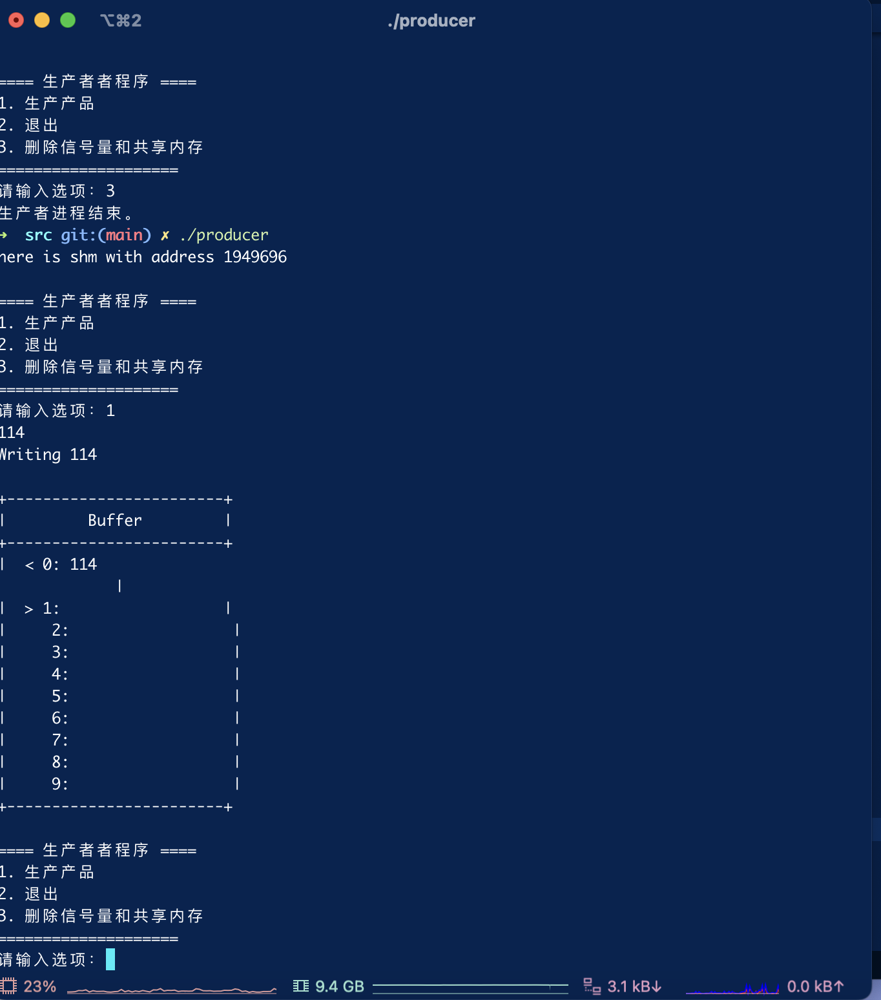 ⌥⌘2 ./producer
==== 生产者者程序 ====
1. 生产产品
2. 退出
3. 删除信号量和共享内存
====================
请输入选项: 3
生产者进程结束。
→ src git:(main) ✗ ./producer
here is shm with address 1949696
==== 生产者者程序 ====
1. 生产产品
2. 退出
3. 删除信号量和共享内存
====================
请输入选项: 1
114
Writing 114
+------------------------+
|         Buffer         |
+------------------------+
|  < 0: 114
             |
|  > 1:                  |
|     2:                  |
|     3:                  |
|     4:                  |
|     5:                  |
|     6:                  |
|     7:                  |
|     8:                  |
|     9:                  |
+------------------------+
==== 生产者者程序 ====
1. 生产产品
2. 退出
3. 删除信号量和共享内存
====================
请输入选项:
23% 9.4 GB 3.1 kB↓ 0.0 kB↑